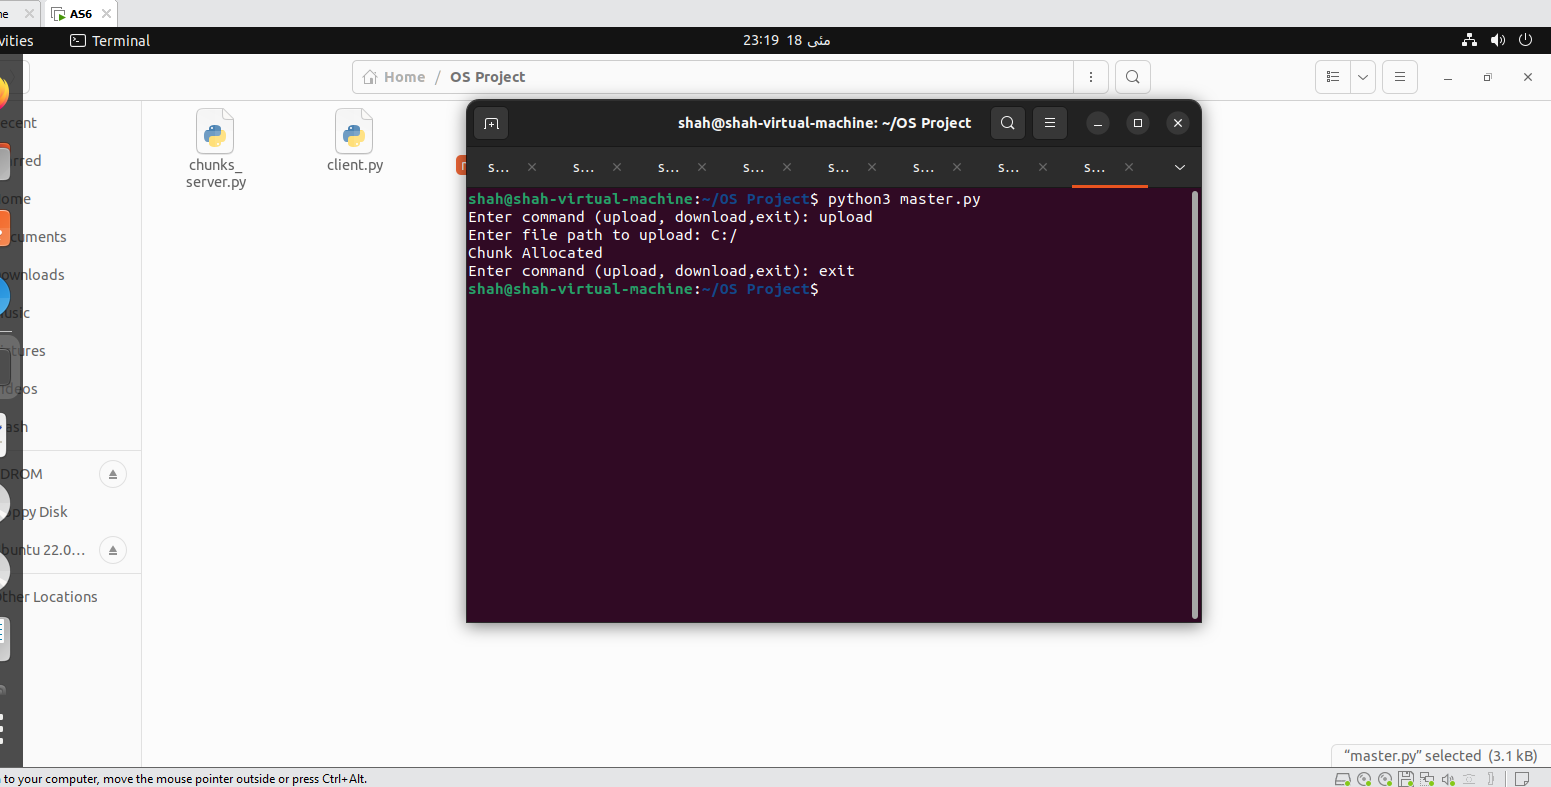 AS6
Terminal
23:19 18 مئی
Home / OS Project
chunks_
server.py
client.py
shah@shah-virtual-machine: ~/OS Project
s... s... s... s... s... s... s... s...
shah@shah-virtual-machine:~/OS Project$ python3 master.py
Enter command (upload, download,exit): upload
Enter file path to upload: C:/
Chunk Allocated
Enter command (upload, download,exit): exit
shah@shah-virtual-machine:~/OS Project$
ecent
rred
ome
cuments
ownloads
usic
tures
deos
ash
DROM
oppy Disk
buntu 22.0...
ther Locations
“master.py” selected (3.1 kB)
to your computer, move the mouse pointer outside or press Ctrl+Alt.